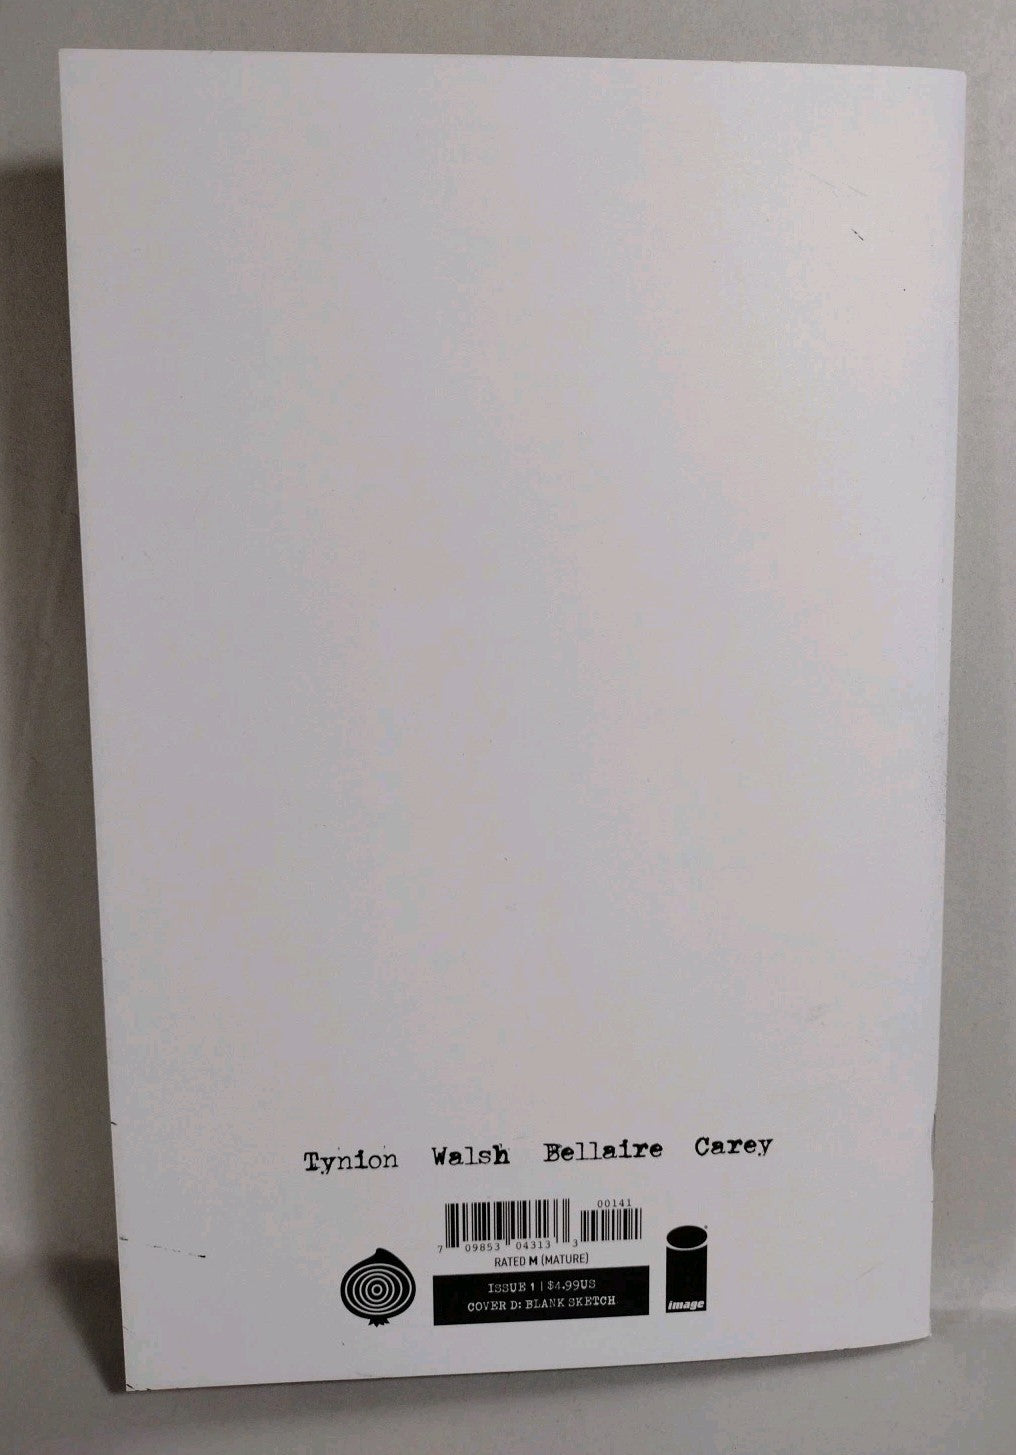 Tynion Walsh Bellaire Carey
00141
7 09853 04313 3
RATED M (MATURE)
ISSUE 1 | $4.99US
COVER D: BLANK SKETCH
image